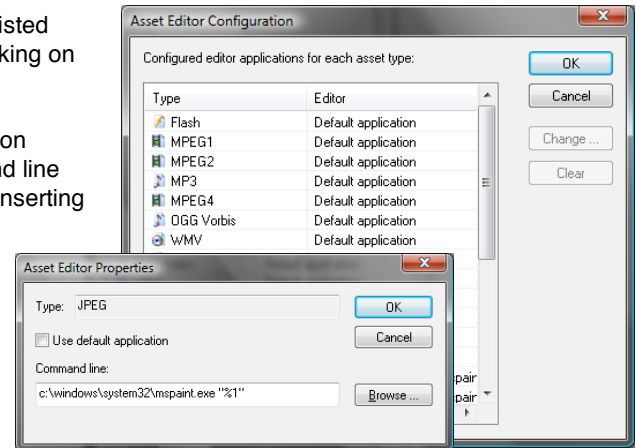 isted
king on
on
nd line
nserting
Asset Editor Configuration
Configured editor applications for each asset type:
Type Editor
Flash Default application
MPEG1 Default application
MPEG2 Default application
MP3 Default application
MPEG4 Default application
OGG Vorbis Default application
WMV Default application
OK
Cancel
Change ...
Clear
Asset Editor Properties
Type: JPEG
Use default application
Command line:
c:\windows\system32\mspaint.exe "%1"
OK
Cancel
Browse ...
spair
spair